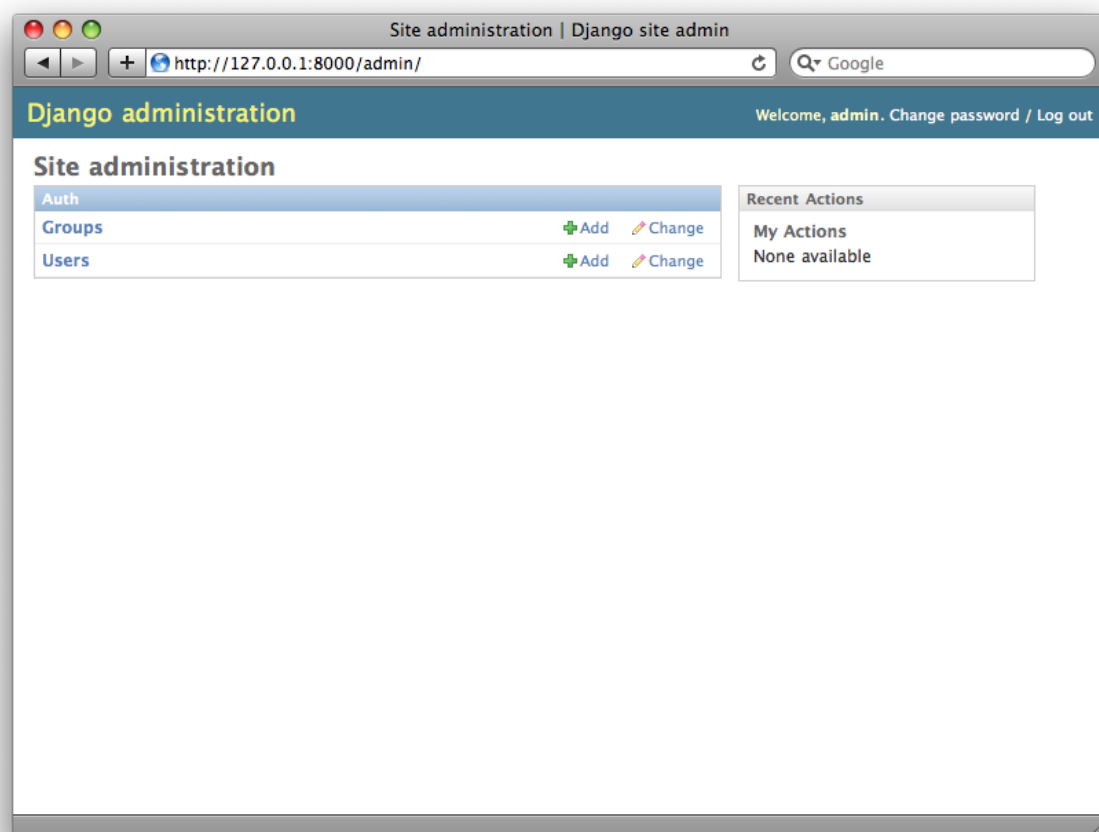 Site administration | Django site admin
http://127.0.0.1:8000/admin/
Google
Django administration
Welcome, admin. Change password / Log out
Site administration
Auth
Groups Add Change
Users Add Change
Recent Actions
My Actions
None available